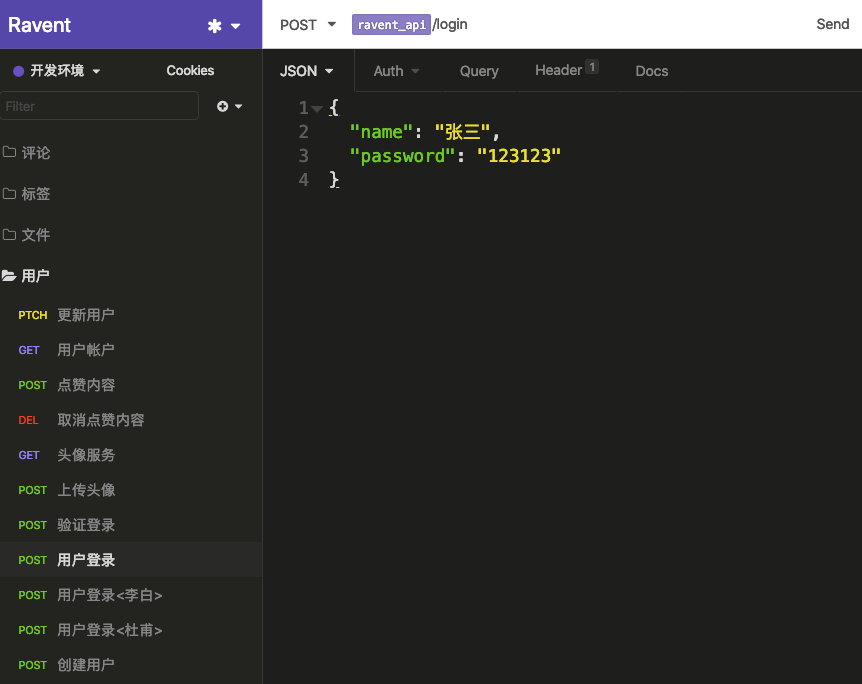 Ravent
POST ravent_api/login Send
开发环境 Cookies
JSON Auth Query Header 1 Docs
Filter
1 {
2 "name": "张三",
3 "password": "123123"
4 }
评论
标签
文件
用户
PTCH 更新用户
GET 用户帐户
POST 点赞内容
DEL 取消点赞内容
GET 头像服务
POST 上传头像
POST 验证登录
POST 用户登录
POST 用户登录<李白>
POST 用户登录<杜甫>
POST 创建用户